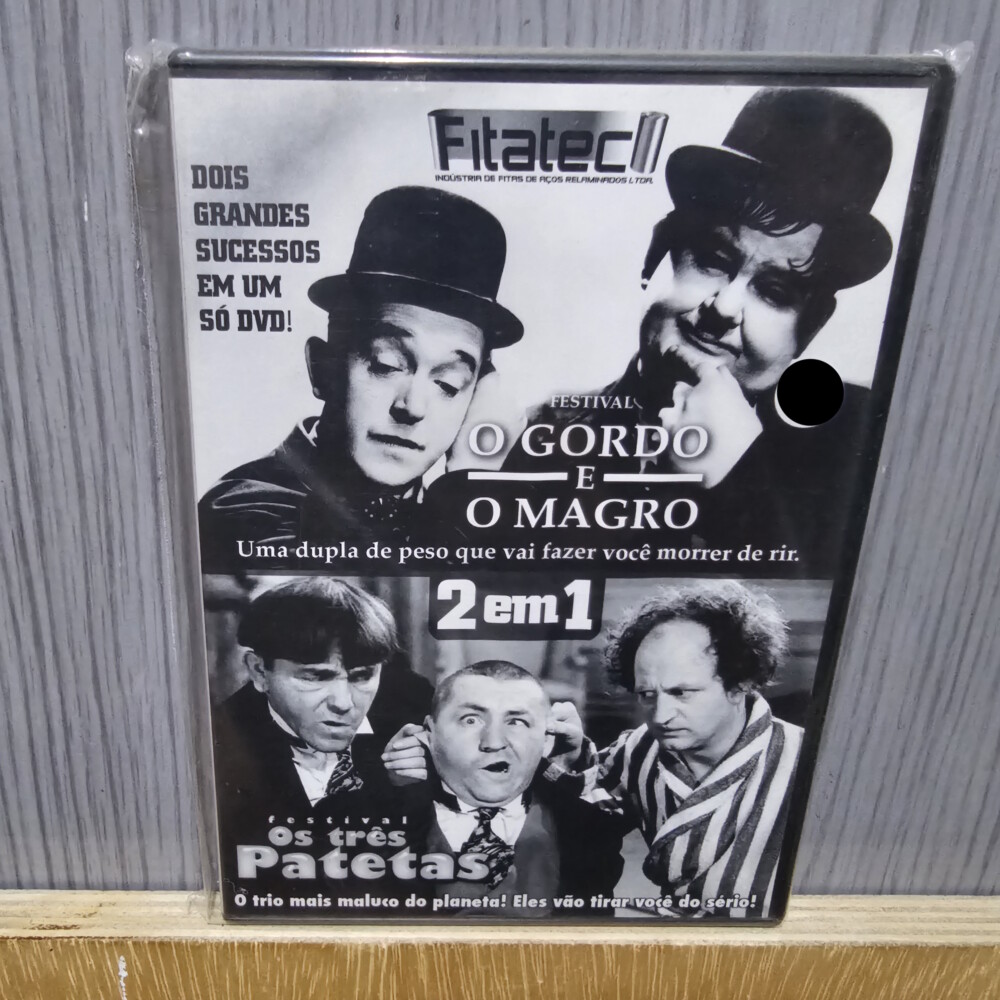 Fitatec
INDÚSTRIA DE FITAS DE AÇOS RELAMINADOS LTDA.
DOIS
GRANDES
SUCESSOS
EM UM
SÓ DVD!
FESTIVAL
O GORDO
E
O MAGRO
Uma dupla de peso que vai fazer você morrer de rir.
2 em 1
festival
Os três
Patetas
O trio mais maluco do planeta! Eles vão tirar você do sério!